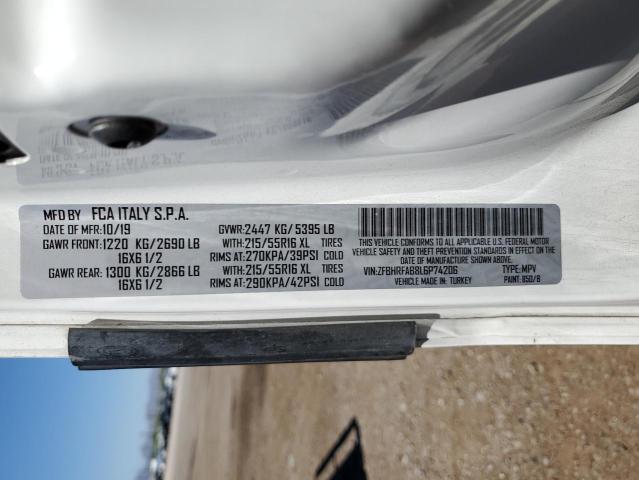 MFD BY FCA ITALY S.P.A.
DATE OF MFR:10/19 GVWR:2447 KG/5395 LB
GAWR FRONT:1220 KG/2690 LB WITH:215/55R16 XL TIRES
16X6 1/2 RIMS AT:270KPA/39PSI COLD
GAWR REAR:1300 KG/2866 LB WITH:215/55R16 XL TIRES
16X6 1/2 RIMS AT:290KPA/42PSI COLD
THIS VEHICLE CONFORMS TO ALL APPLICABLE U.S. FEDERAL MOTOR
VEHICLE SAFETY AND THEFT PREVENTION STANDARDS IN EFFECT ON THE
DATE OF MANUFACTURE SHOWN ABOVE.
VIN:ZFBHRFAB8L6P74206 TYPE: MPV
MADE IN: TURKEY PAINT: 850/B